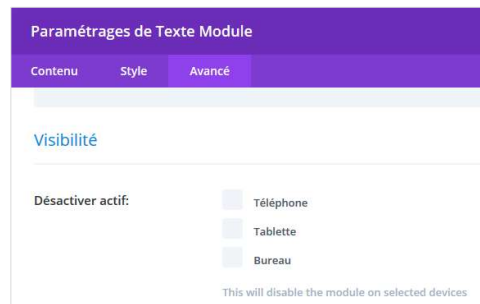 Paramétrages de Texte Module
Contenu Style Avancé
Visibilité
Désactiver actif:
Téléphone
Tablette
Bureau
This will disable the module on selected devices